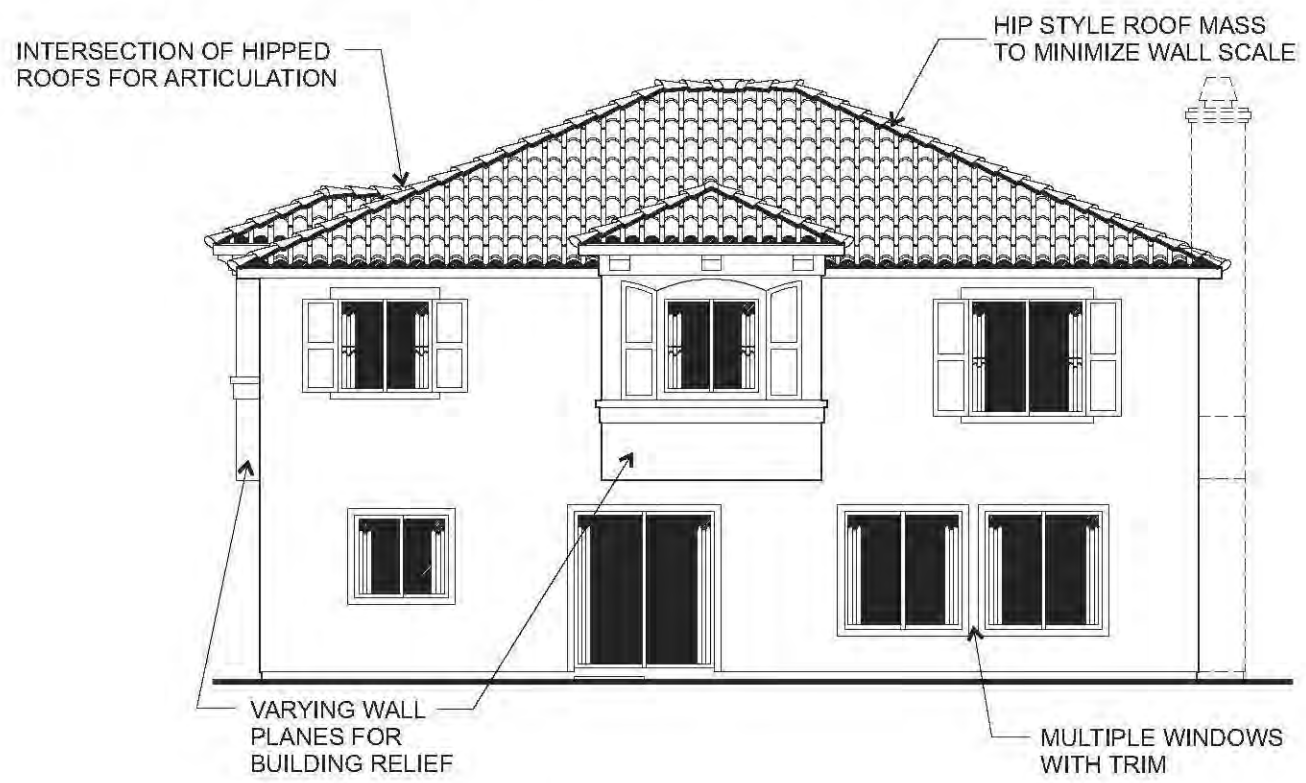 INTERSECTION OF HIPPED
ROOFS FOR ARTICULATION
HIP STYLE ROOF MASS
TO MINIMIZE WALL SCALE
VARYING WALL
PLANES FOR
BUILDING RELIEF
MULTIPLE WINDOWS
WITH TRIM